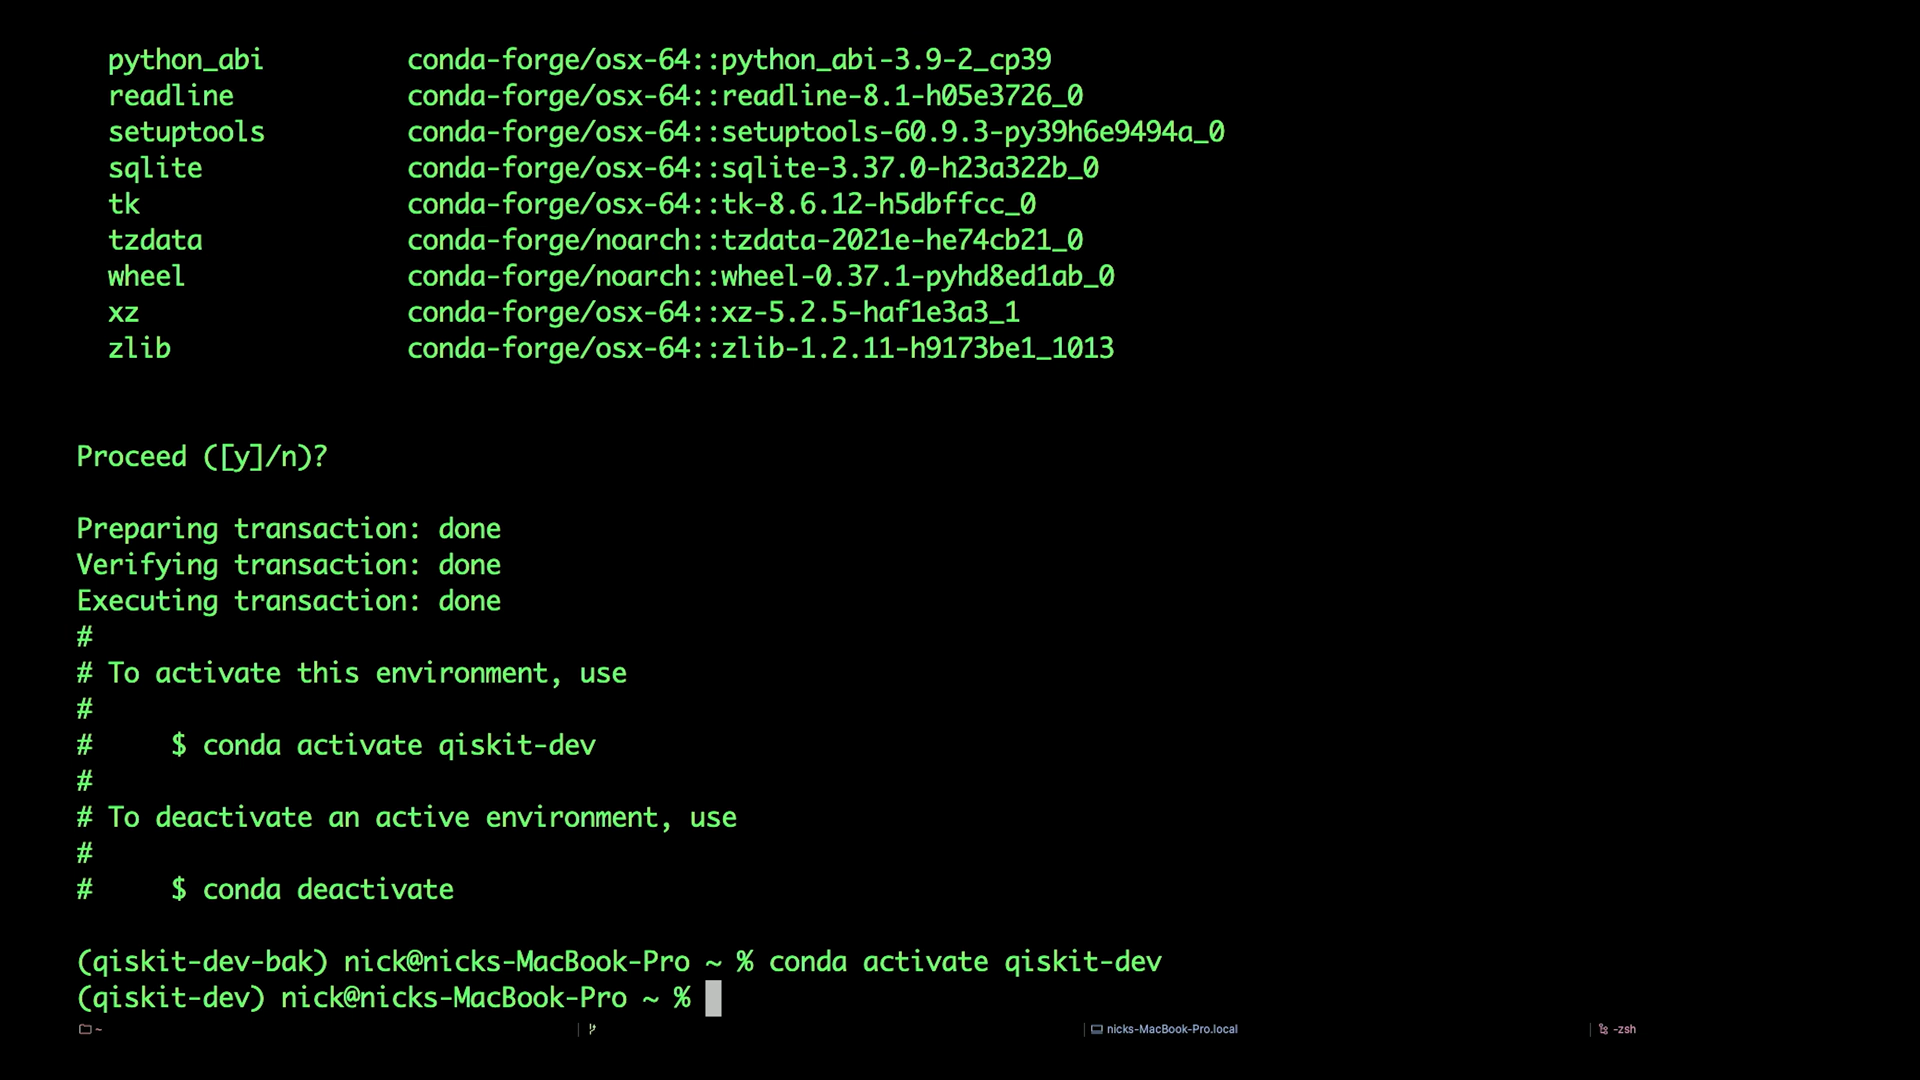 python_abi conda-forge/osx-64::python_abi-3.9-2_cp39
readline conda-forge/osx-64::readline-8.1-h05e3726_0
setuptools conda-forge/osx-64::setuptools-60.9.3-py39h6e9494a_0
sqlite conda-forge/osx-64::sqlite-3.37.0-h23a322b_0
tk conda-forge/osx-64::tk-8.6.12-h5dbffcc_0
tzdata conda-forge/noarch::tzdata-2021e-he74cb21_0
wheel conda-forge/noarch::wheel-0.37.1-pyhd8ed1ab_0
xz conda-forge/osx-64::xz-5.2.5-haf1e3a3_1
zlib conda-forge/osx-64::zlib-1.2.11-h9173be1_1013
Proceed ([y]/n)?
Preparing transaction: done
Verifying transaction: done
Executing transaction: done
#
# To activate this environment, use
#
# $ conda activate qiskit-dev
#
# To deactivate an active environment, use
#
# $ conda deactivate
(qiskit-dev-bak) nick@nicks-MacBook-Pro ~ % conda activate qiskit-dev
(qiskit-dev) nick@nicks-MacBook-Pro ~ %
~ nicks-MacBook-Pro.local -zsh